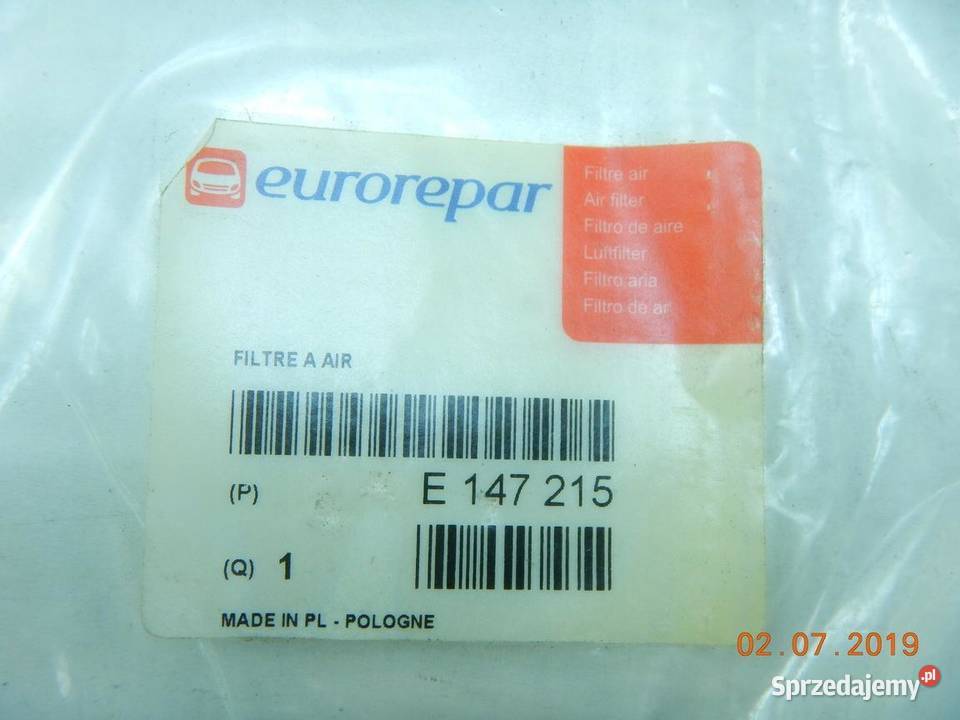 eurorepar
Filtre air
Air filter
Filtro de aire
Luftfilter
Filtro aria
Filtro de ar
FILTRE A AIR
(P) E 147 215
(Q) 1
MADE IN PL - POLOGNE
02.07.2019
Sprzedajemy.pl